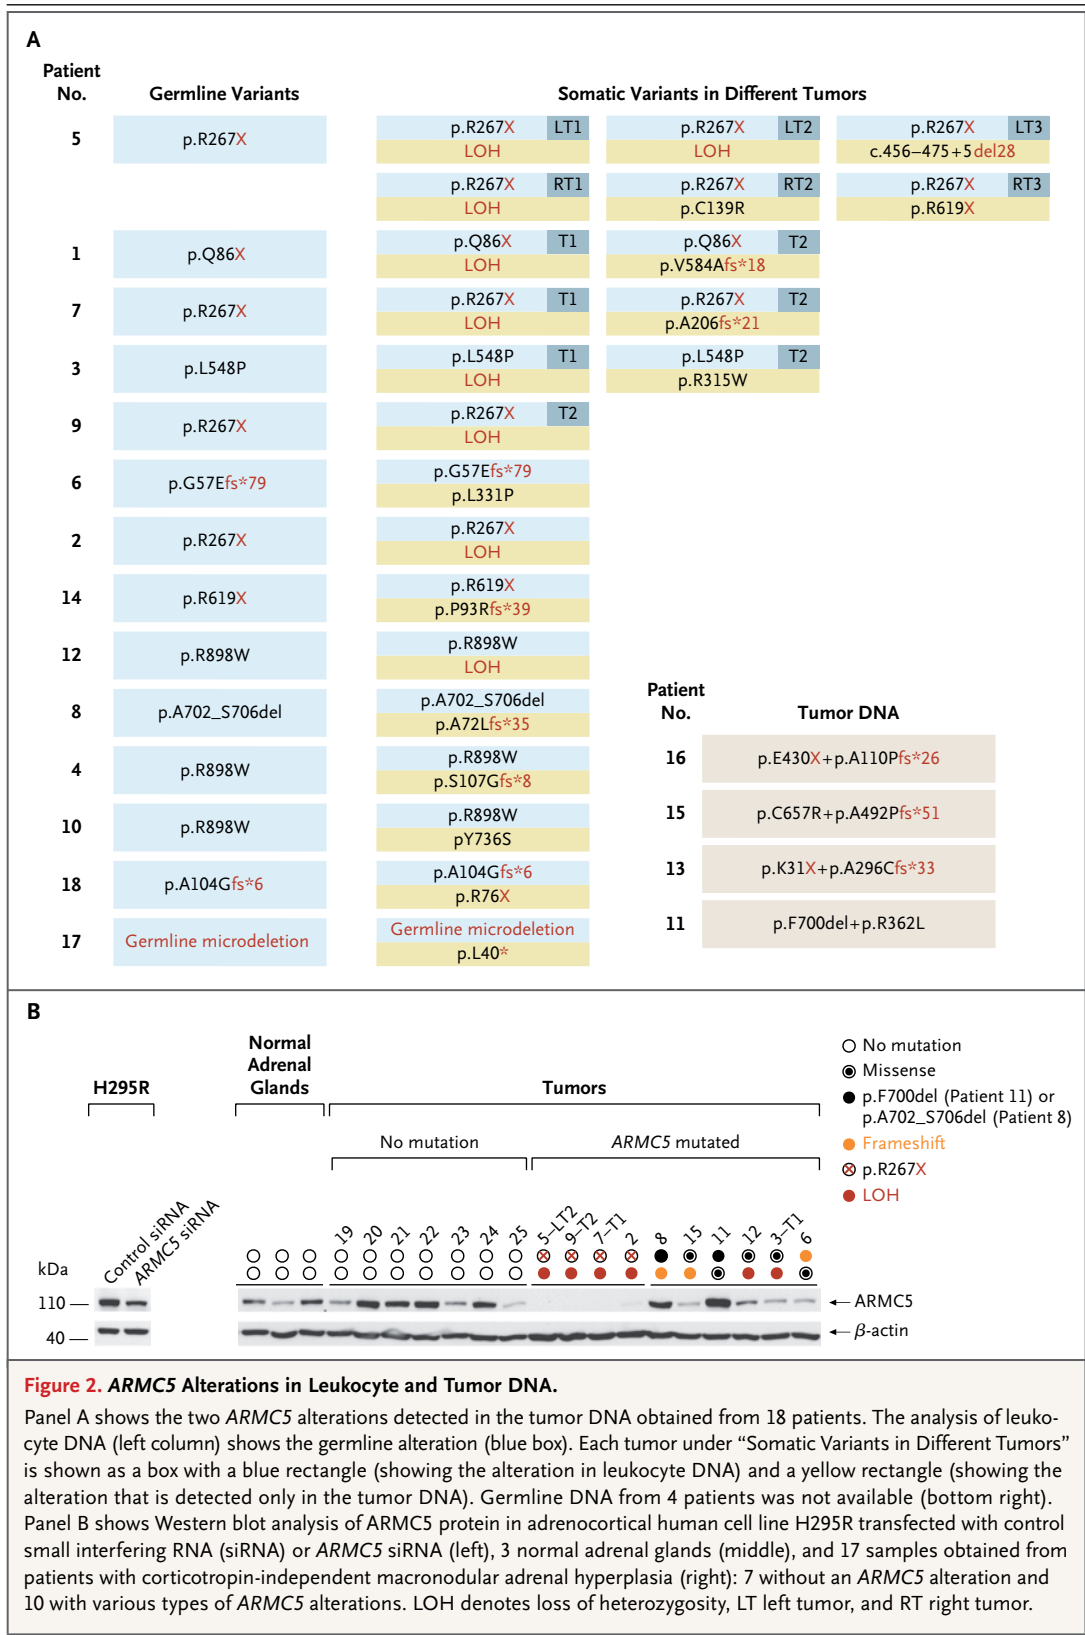 A
Patient
No.
Germline Variants
Somatic Variants in Different Tumors
5
p.R267X
p.R267X LT1
LOH
p.R267X LT2
LOH
p.R267X LT3
c.456–475+5del28
p.R267X RT1
LOH
p.R267X RT2
p.C139R
p.R267X RT3
p.R619X
1
p.Q86X
p.Q86X T1
LOH
p.Q86X T2
p.V584Afs*18
7
p.R267X
p.R267X T1
LOH
p.R267X T2
p.A206fs*21
3
p.L548P
p.L548P T1
LOH
p.L548P T2
p.R315W
9
p.R267X
p.R267X T2
LOH
6
p.G57Efs*79
p.G57Efs*79
p.L331P
2
p.R267X
p.R267X
LOH
14
p.R619X
p.R619X
p.P93Rfs*39
12
p.R898W
p.R898W
LOH
8
p.A702_S706del
p.A702_S706del
p.A72Lfs*35
4
p.R898W
p.R898W
p.S107Gfs*8
10
p.R898W
p.R898W
pY736S
18
p.A104Gfs*6
p.A104Gfs*6
p.R76X
17
Germline microdeletion
Germline microdeletion
p.L40*
Patient
No.
Tumor DNA
16
p.E430X+p.A110Pfs*26
15
p.C657R+p.A492Pfs*51
13
p.K31X+p.A296Cfs*33
11
p.F700del+p.R362L
B
H295R
Normal
Adrenal
Glands
Tumors
No mutation
ARMC5 mutated
No mutation
Missense
p.F700del (Patient 11) or
p.A702_S706del (Patient 8)
Frameshift
p.R267X
LOH
Control siRNA
ARMC5 siRNA
19
20
21
22
23
24
25
5–LT2
9–T2
7–T1
2
8
15
11
12
3–T1
6
kDa
110
40
ARMC5
β-actin
Figure 2. ARMC5 Alterations in Leukocyte and Tumor DNA.
Panel A shows the two ARMC5 alterations detected in the tumor DNA obtained from 18 patients. The analysis of leuko-
cyte DNA (left column) shows the germline alteration (blue box). Each tumor under “Somatic Variants in Different Tumors”
is shown as a box with a blue rectangle (showing the alteration in leukocyte DNA) and a yellow rectangle (showing the
alteration that is detected only in the tumor DNA). Germline DNA from 4 patients was not available (bottom right).
Panel B shows Western blot analysis of ARMC5 protein in adrenocortical human cell line H295R transfected with control
small interfering RNA (siRNA) or ARMC5 siRNA (left), 3 normal adrenal glands (middle), and 17 samples obtained from
patients with corticotropin-independent macronodular adrenal hyperplasia (right): 7 without an ARMC5 alteration and
10 with various types of ARMC5 alterations. LOH denotes loss of heterozygosity, LT left tumor, and RT right tumor.